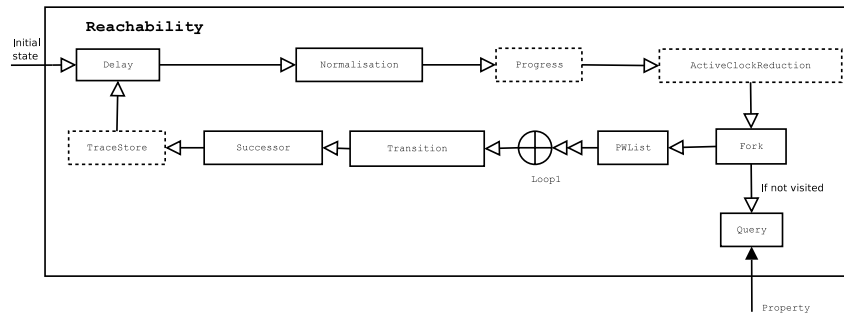 Reachability
Initial
state
Delay
Normalisation
Progress
ActiveClockReduction
TraceStore
Successor
Transition
Loop1
PWList
Fork
If not visited
Query
Property